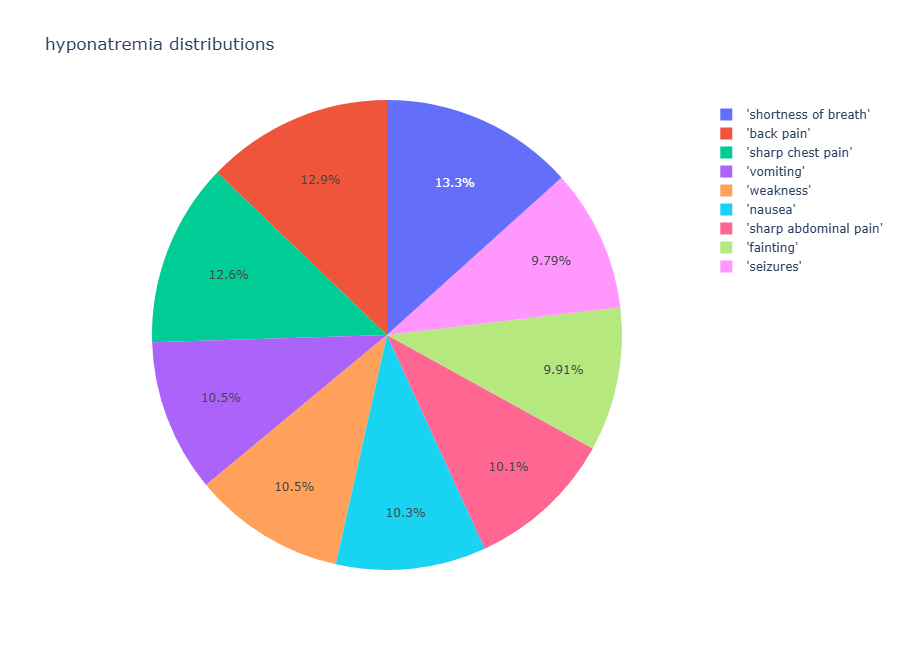 hyponatremia distributions
'shortness of breath'
'back pain'
'sharp chest pain'
'vomiting'
'weakness'
'nausea'
'sharp abdominal pain'
'fainting'
'seizures'
12.9%
13.3%
9.79%
12.6%
9.91%
10.5%
10.1%
10.5%
10.3%